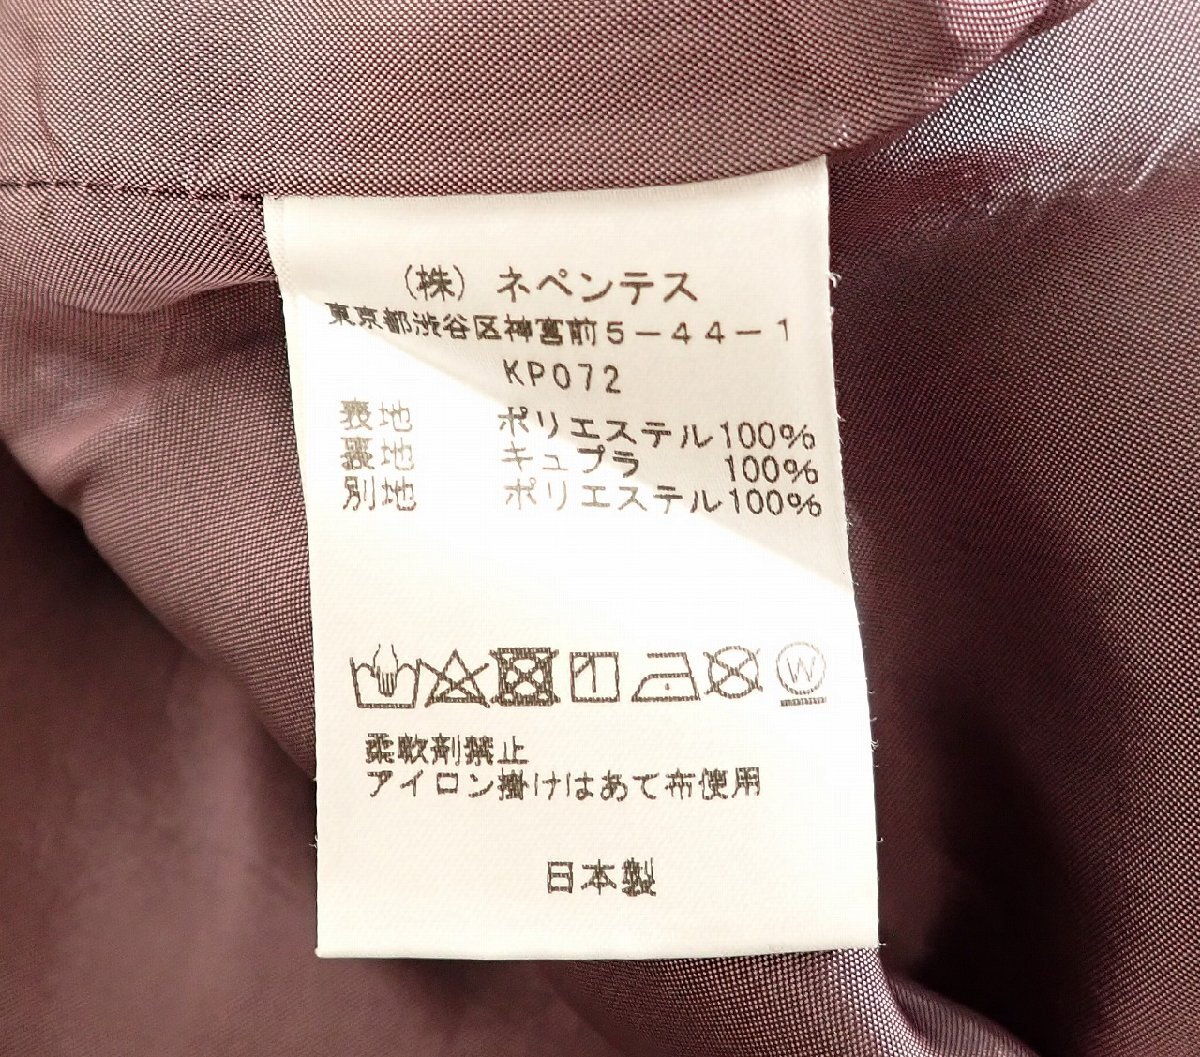 (株) ネペンテス
東京都渋谷区神宮前5-44-1
KP072
表地 ポリエステル100%
裏地 キュプラ 100%
別地 ポリエステル100%
W
柔軟剤禁止
アイロン掛けはあて布使用
日本製